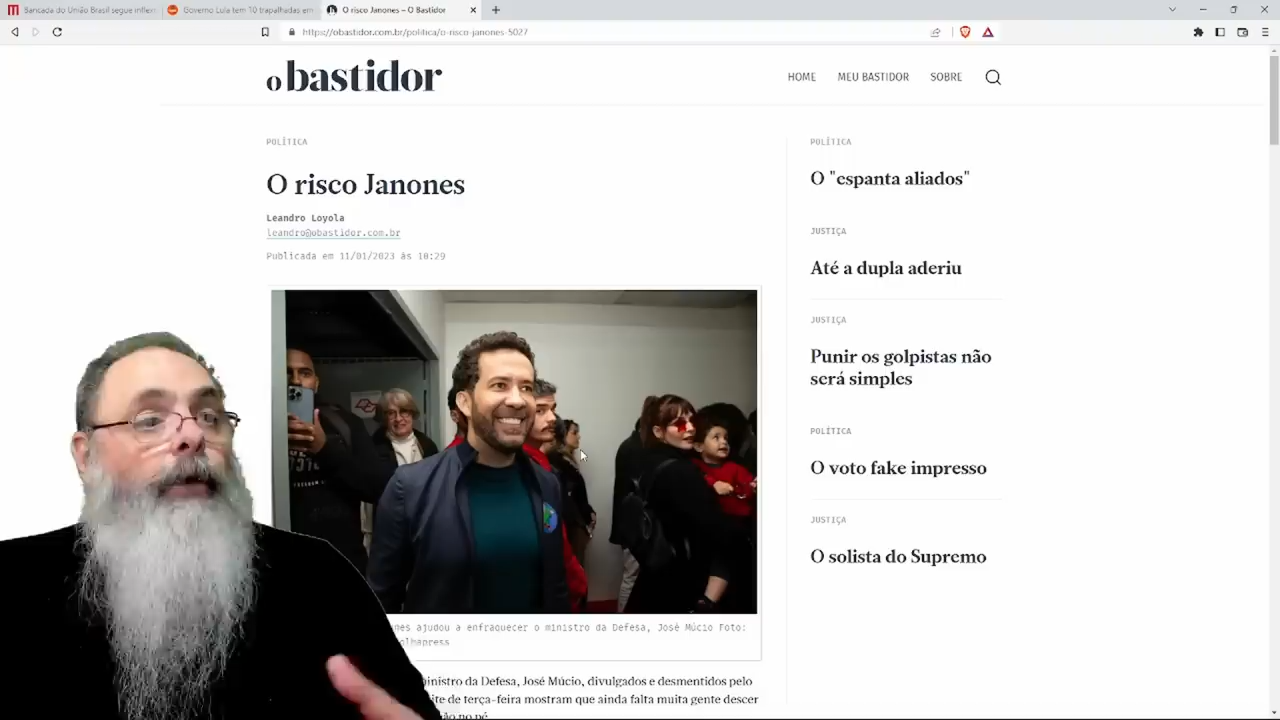 Bancada do União Brasil segue inflex
Governo Lula tem 10 trapalhadas em
O risco Janones – O Bastidor
https://obastidor.com.br/politica/o-risco-janones-5027
o bastidor
HOME
MEU BASTIDOR
SOBRE
POLÍTICA
O risco Janones
Leandro Loyola
leandro@obastidor.com.br
Publicada em 11/01/2023 às 10:29
nes ajudou a enfraquecer o ministro da Defesa, José Múcio Foto:
olhapress
ministro da Defesa, José Múcio, divulgados e desmentidos pelo
ite de terça-feira mostram que ainda falta muita gente descer
ão no pé
POLÍTICA
O "espanta aliados"
JUSTIÇA
Até a dupla aderiu
JUSTIÇA
Punir os golpistas não
será simples
POLÍTICA
O voto fake impresso
JUSTIÇA
O solista do Supremo